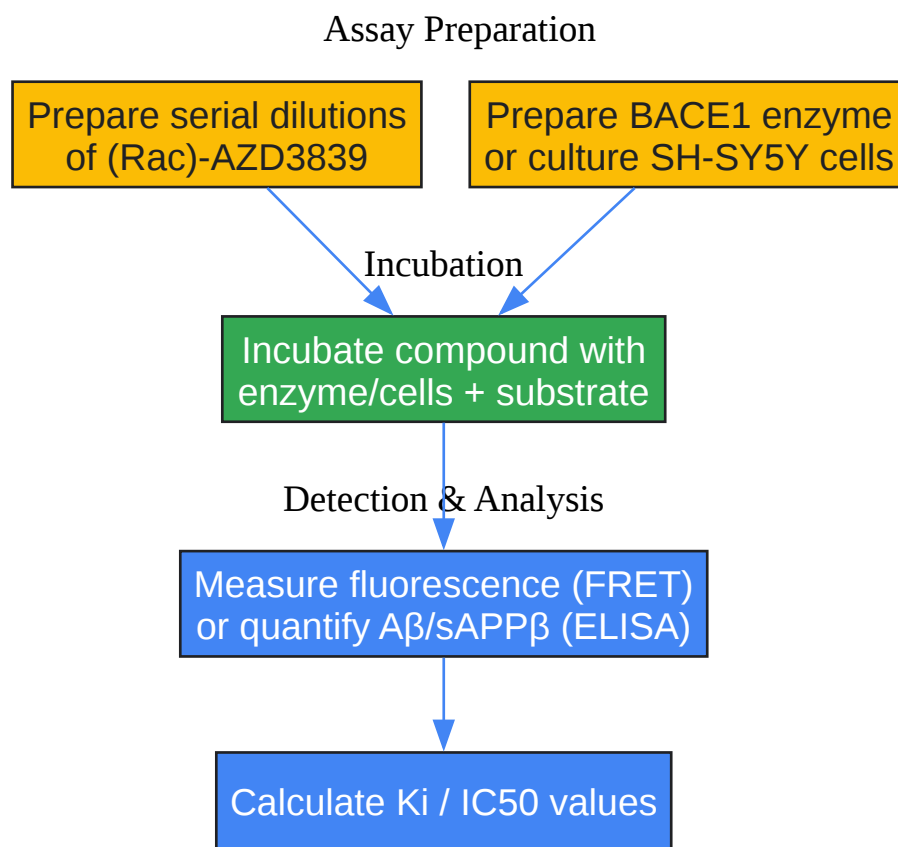 Assay Preparation
Prepare serial dilutions
of (Rac)-AZD3839
Prepare BACE1 enzyme
or culture SH-SY5Y cells
Incubation
Incubate compound with
enzyme/cells + substrate
Detection & Analysis
Measure fluorescence (FRET)
or quantify Aβ/sAPPβ (ELISA)
Calculate Ki / IC50 values